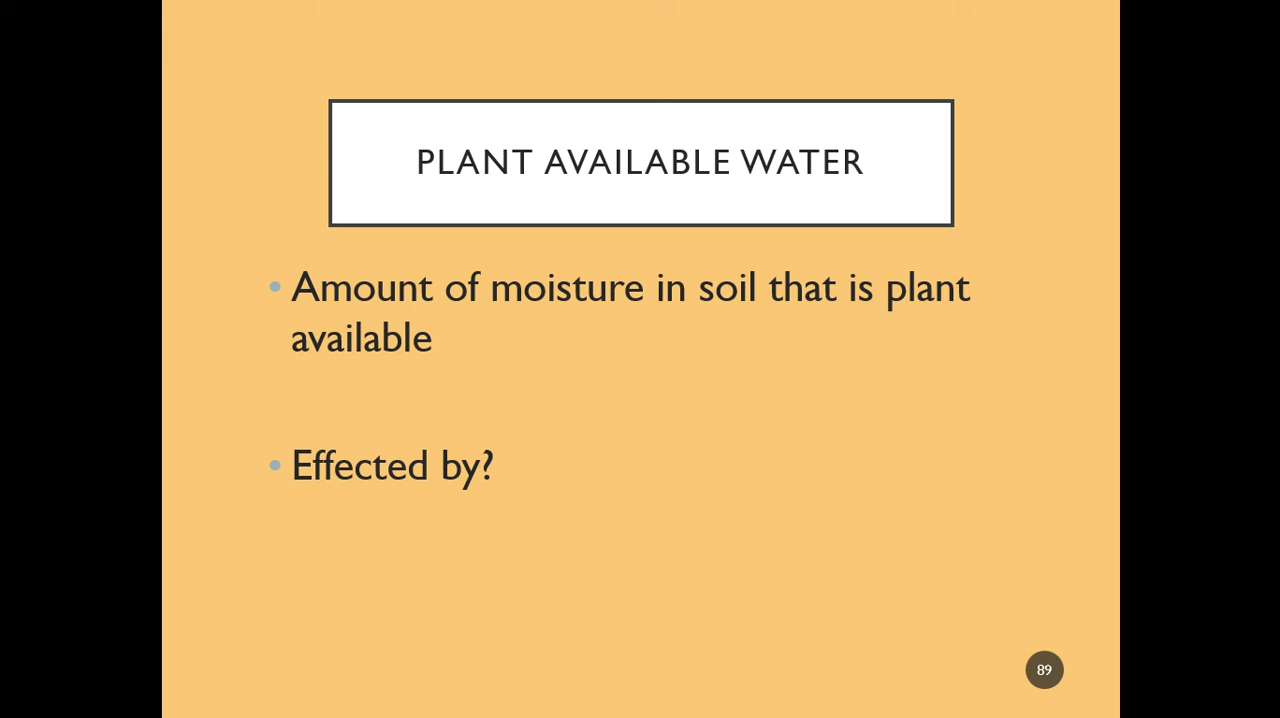 PLANT AVAILABLE WATER
• Amount of moisture in soil that is plant
available
• Effected by?
89